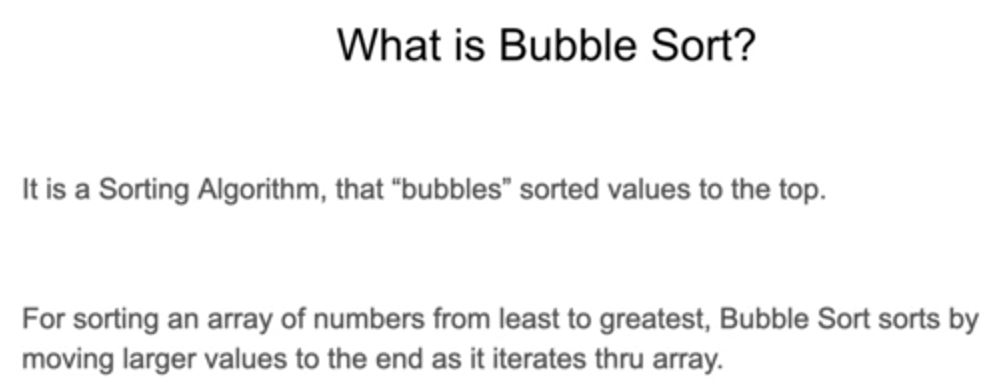 What is Bubble Sort?
It is a Sorting Algorithm, that “bubbles” sorted values to the top.
For sorting an array of numbers from least to greatest, Bubble Sort sorts by
moving larger values to the end as it iterates thru array.